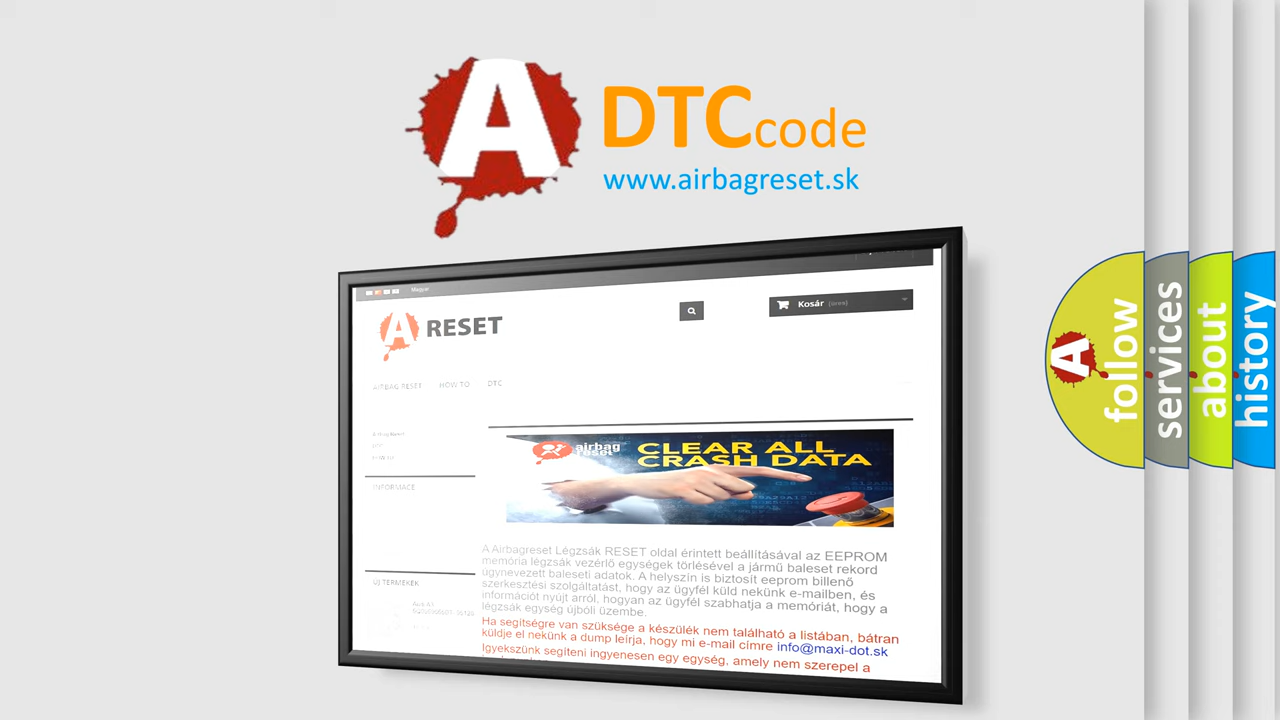 A
DTC code
www.airbagreset.sk
Magyar
A RESET
Kosár (üres)
AIRBAG RESET HOW TO DTC
INFORMACE
ÚJ TERMÉKEK
airbag
reset
CLEAR ALL
CRASH DATA
A Airbagreset Légzsák RESET oldal érintett beállításával az EEPROM
memória légzsák vezérlő egységek törlésével a jármű baleset rekord
úgynevezett baleseti adatok. A helyszín is biztosít eeprom billenő
szerkesztési szolgáltatást, hogy az ügyfél küld nekünk e-mailben, és
információt nyújt arról, hogyan az ügyfél szabhatja a memóriát, hogy a
légzsák egység újbóli üzembe.
Ha segítségre van szüksége a készülék nem található a listában, bátran
küldje el nekünk a dump leírja, hogy mi e-mail címre info@maxi-dot.sk
Igyekszünk segíteni ingyenesen egy egység, amely nem szerepel a
A
follow
services
about
history